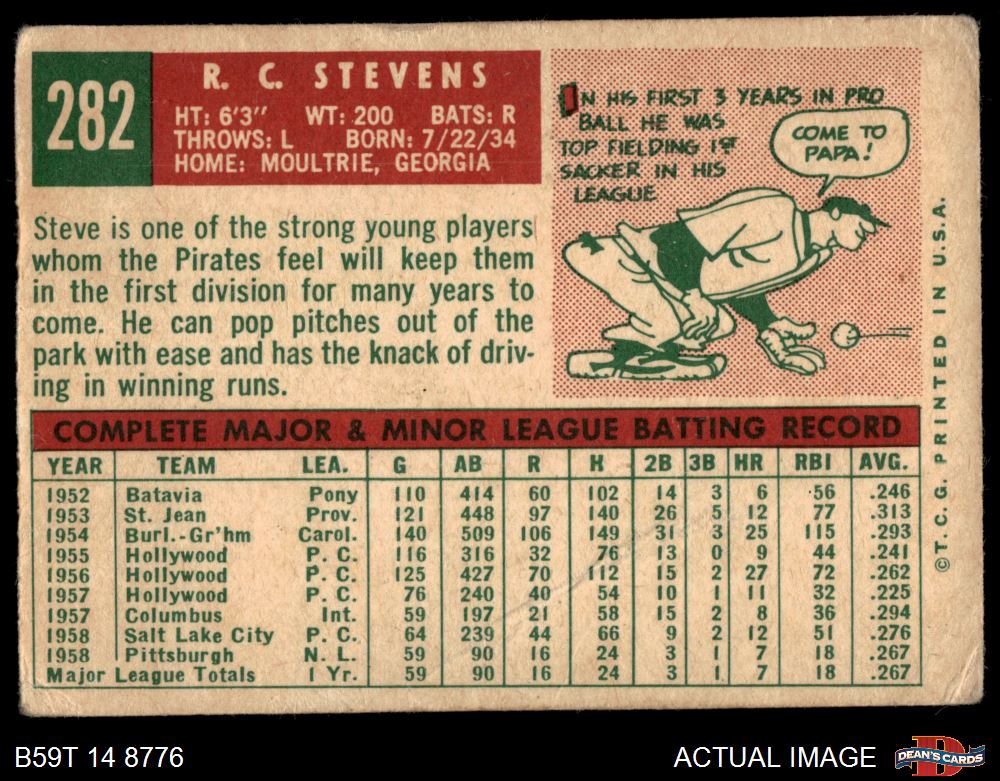 282
R. C. STEVENS
HT: 6'3" WT: 200 BATS: R
THROWS: L BORN: 7/22/34
HOME: MOULTRIE, GEORGIA
IN HIS FIRST 3 YEARS IN PRO
BALL HE WAS
TOP FIELDING 1ST
SACKER IN HIS
LEAGUE
COME TO
PAPA!
Steve is one of the strong young players
whom the Pirates feel will keep them
in the first division for many years to
come. He can pop pitches out of the
park with ease and has the knack of driv-
ing in winning runs.
COMPLETE MAJOR & MINOR LEAGUE BATTING RECORD
YEAR TEAM LEA. G AB R H 2B 3B HR RBI AVG.
1952 Batavia Pony 110 414 60 102 14 3 6 56 .246
1953 St. Jean Prov. 121 448 97 140 26 5 12 77 .313
1954 Burl.-Gr'hm Carol. 140 509 106 149 31 3 25 115 .293
1955 Hollywood P. C. 116 316 32 76 13 0 9 44 .241
1956 Hollywood P. C. 125 427 70 112 15 2 27 72 .262
1957 Hollywood P. C. 76 240 40 54 10 1 11 32 .225
1957 Columbus Int. 59 197 21 58 15 2 8 36 .294
1958 Salt Lake City P. C. 64 239 44 66 9 2 12 51 .276
1958 Pittsburgh N. L. 59 90 16 24 3 1 7 18 .267
Major League Totals 1 Yr. 59 90 16 24 3 1 7 18 .267
© T. C. G. PRINTED IN U.S.A.
B59T 14 8776
ACTUAL IMAGE
DEAN'S CARDS